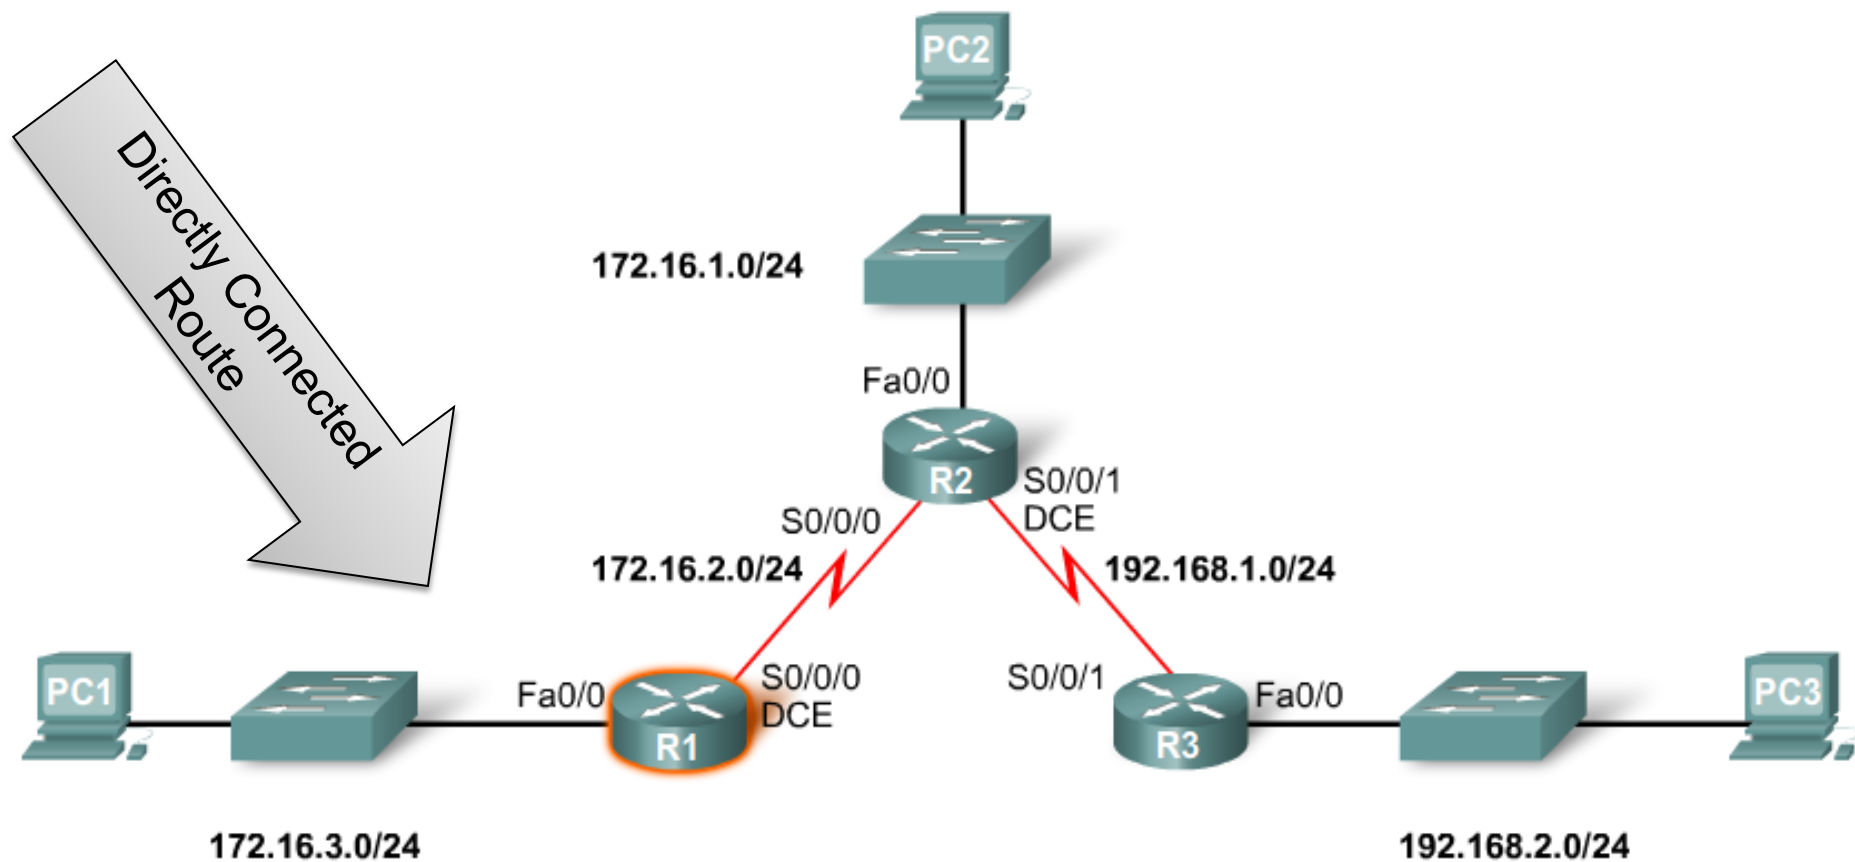 PC2
Directly Connected
Route
172.16.1.0/24
Fa0/0
R2
S0/0/1
DCE
S0/0/0
172.16.2.0/24
192.168.1.0/24
PC1
Fa0/0
R1
S0/0/0
DCE
S0/0/1
R3
Fa0/0
PC3
172.16.3.0/24
192.168.2.0/24